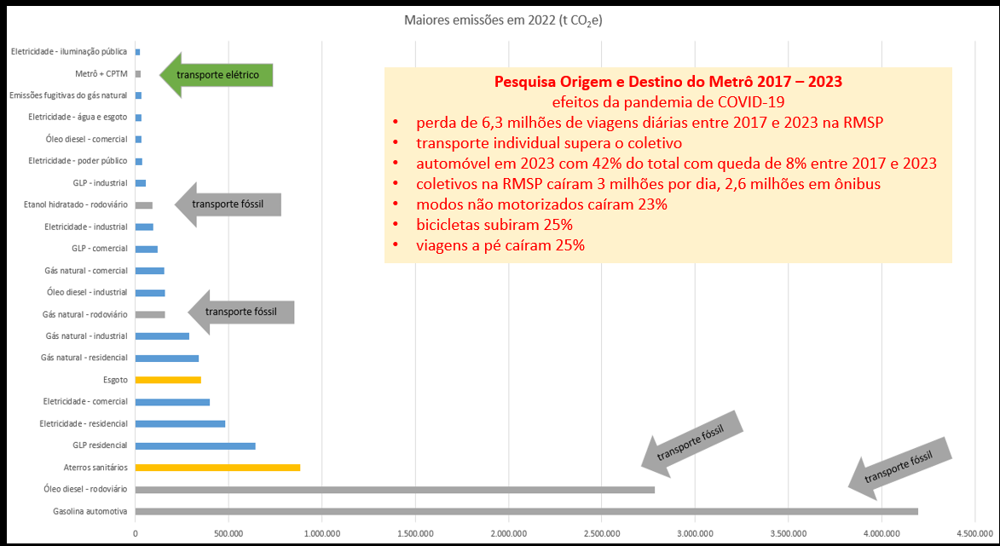 Maiores emissões em 2022 (t CO₂e)
Eletricidade - iluminação pública
Metrô + CPTM
transporte elétrico
Emissões fugitivas do gás natural
Eletricidade - água e esgoto
Óleo diesel - comercial
Eletricidade - poder público
GLP - industrial
Etanol hidratado - rodoviário
transporte fóssil
Eletricidade - industrial
GLP - comercial
Gás natural - comercial
Óleo diesel - industrial
Gás natural - rodoviário
transporte fóssil
Gás natural - industrial
Gás natural - residencial
Esgoto
Eletricidade - comercial
Eletricidade - residencial
GLP residencial
Aterros sanitários
Óleo diesel - rodoviário
Gasolina automotiva
transporte fóssil
transporte fóssil
Pesquisa Origem e Destino do Metrô 2017 – 2023
efeitos da pandemia de COVID-19
• perda de 6,3 milhões de viagens diárias entre 2017 e 2023 na RMSP
• transporte individual supera o coletivo
• automóvel em 2023 com 42% do total com queda de 8% entre 2017 e 2023
• coletivos na RMSP caíram 3 milhões por dia, 2,6 milhões em ônibus
• modos não motorizados caíram 23%
• bicicletas subiram 25%
• viagens a pé caíram 25%
0 500.000 1.000.000 1.500.000 2.000.000 2.500.000 3.000.000 3.500.000 4.000.000 4.500.000